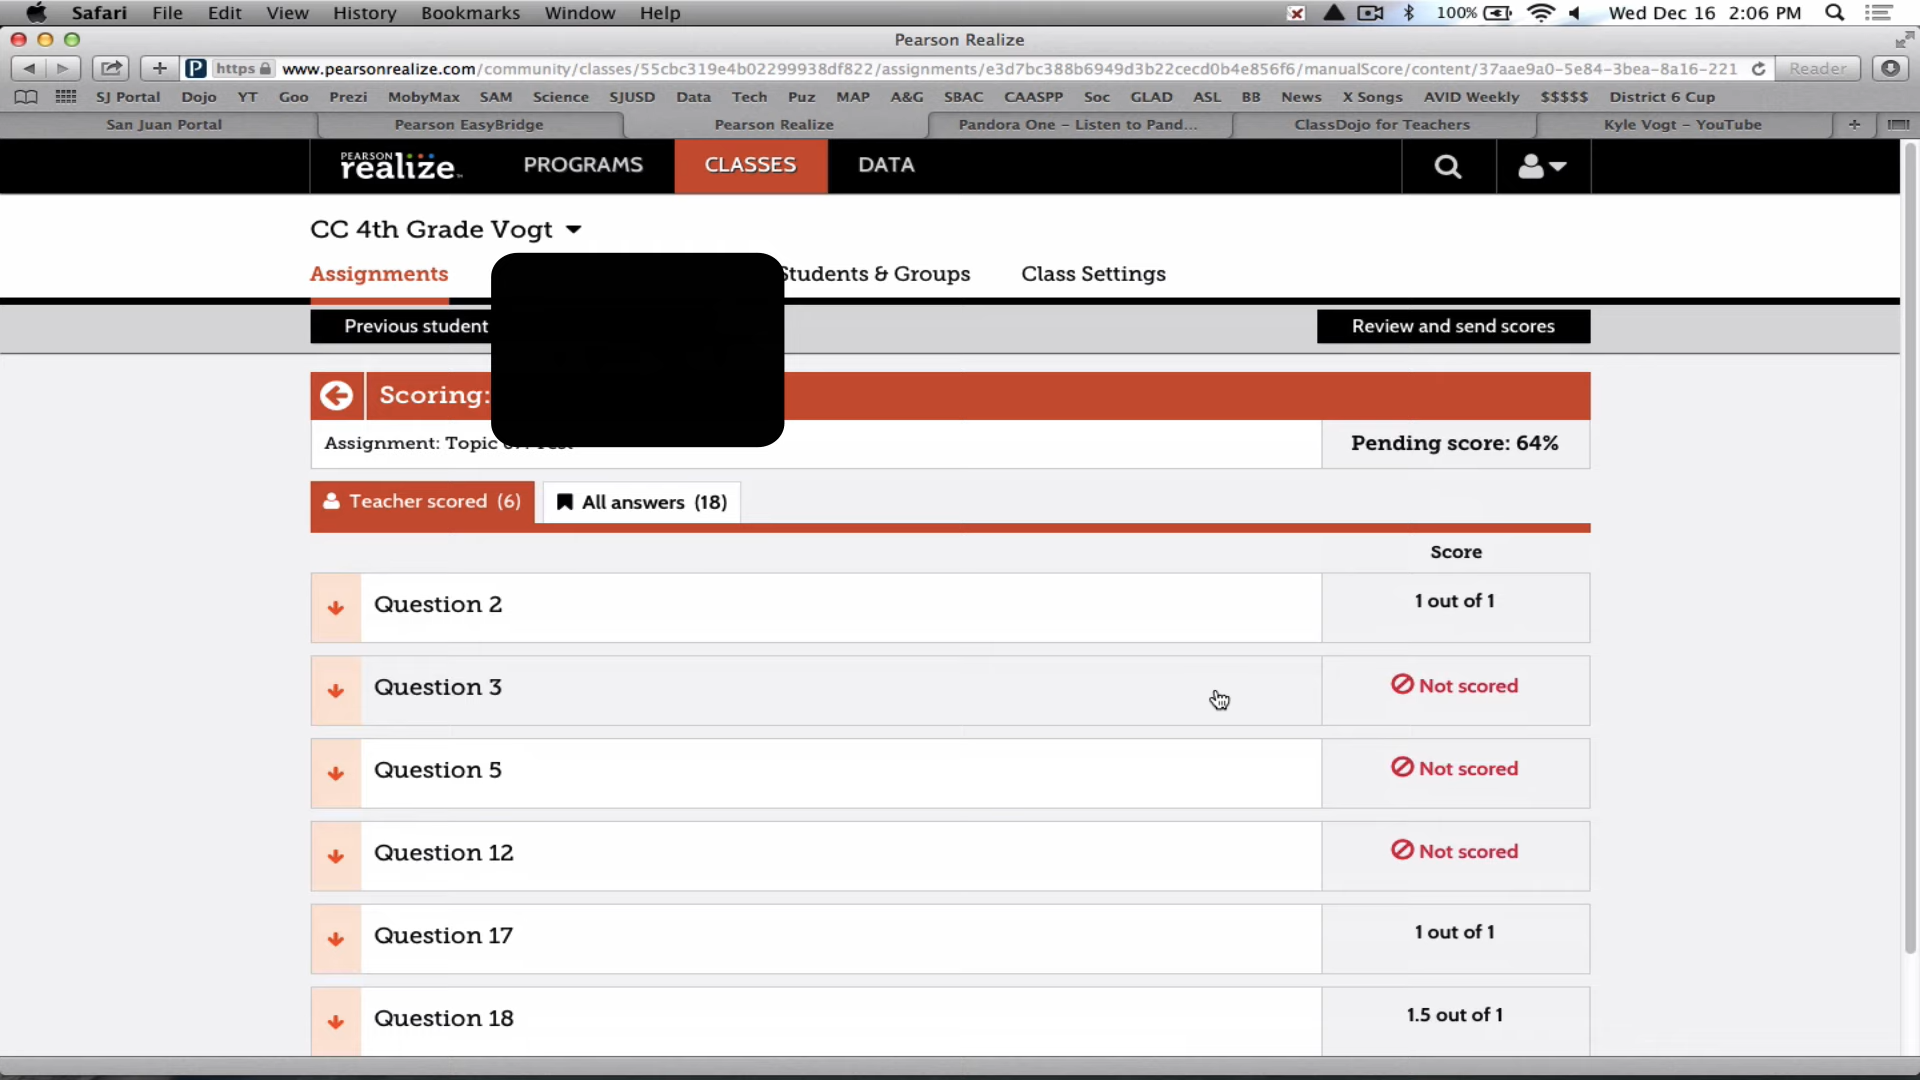 Safari File Edit View History Bookmarks Window Help 100% Wed Dec 16 2:06 PM
Pearson Realize
https www.pearsonrealize.com/community/classes/55cbc319e4b02299938df822/assignments/e3d7bc388b6949d3b22cecd0b4e856f6/manualScore/content/37aae9a0-5e84-3bea-8a16-221 Reader
SJ Portal Dojo YT Goo Prezi MobyMax SAM Science SJUSD Data Tech Puz MAP A&G SBAC CAASPP Soc GLAD ASL BB News X Songs AVID Weekly $$$$$ District 6 Cup
San Juan Portal Pearson EasyBridge Pearson Realize Pandora One – Listen to Pand... ClassDojo for Teachers Kyle Vogt – YouTube
PEARSON
realize PROGRAMS CLASSES DATA
CC 4th Grade Vogt
Assignments Students & Groups Class Settings
Previous student Review and send scores
Scoring:
Assignment: Topic Pending score: 64%
Teacher scored (6) All answers (18)
Score
Question 2 1 out of 1
Question 3 Not scored
Question 5 Not scored
Question 12 Not scored
Question 17 1 out of 1
Question 18 1.5 out of 1